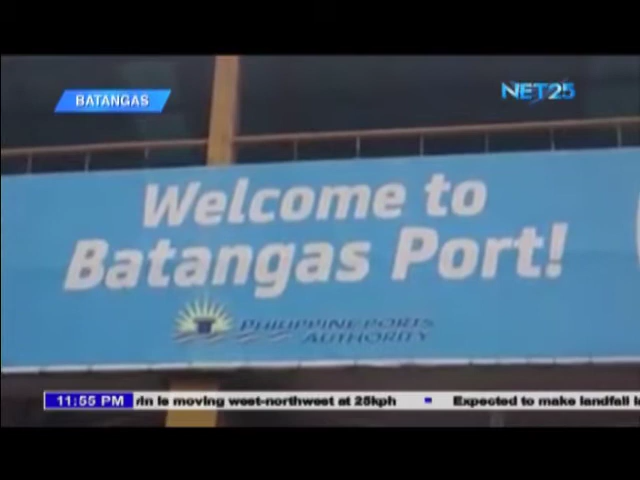 BATANGAS
NET25
Welcome to
Batangas Port!
PHILIPPINE PORTS
AUTHORITY
11:55 PM is moving west-northwest at 25kph ▪ Expected to make landfall